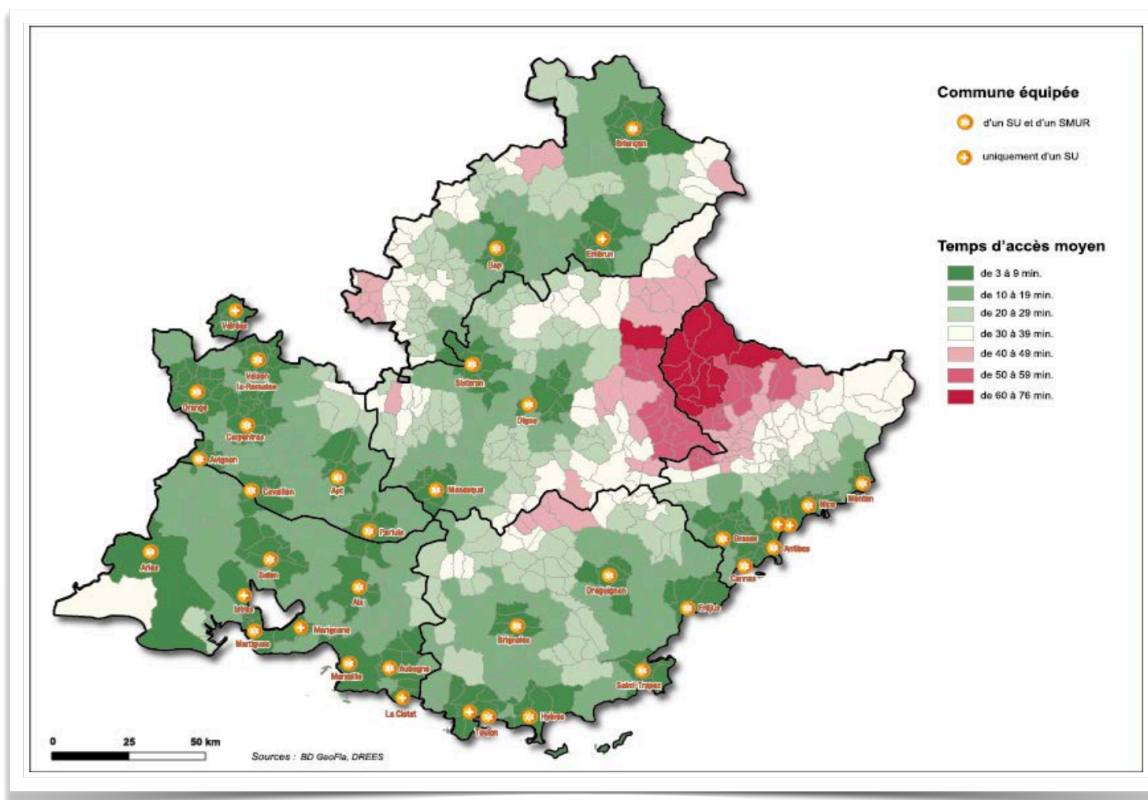 Commune équipée
d'un SU et d'un SMUR
uniquement d'un SU
Temps d'accès moyen
de 3 à 9 min.
de 10 à 19 min.
de 20 à 29 min.
de 30 à 39 min.
de 40 à 49 min.
de 50 à 59 min.
de 60 à 76 min.
Briançon
Gap
Embrun
Valréas
Vaison
la-Romaine
Sisteron
Orange
Digne
Carpentras
Avignon
Cavaillon
Apt
Manosque
Menton
Nice
Pertuis
Grasse
Antibes
Arles
Salon
Cannes
Draguignan
Aix
Istres
Fréjus
Martigues
Marignane
Brignoles
Marseille
Aubagne
Saint-Tropez
La Ciotat
Toulon
Hyères
0 25 50 km
Sources : BD GeoFla, DREES